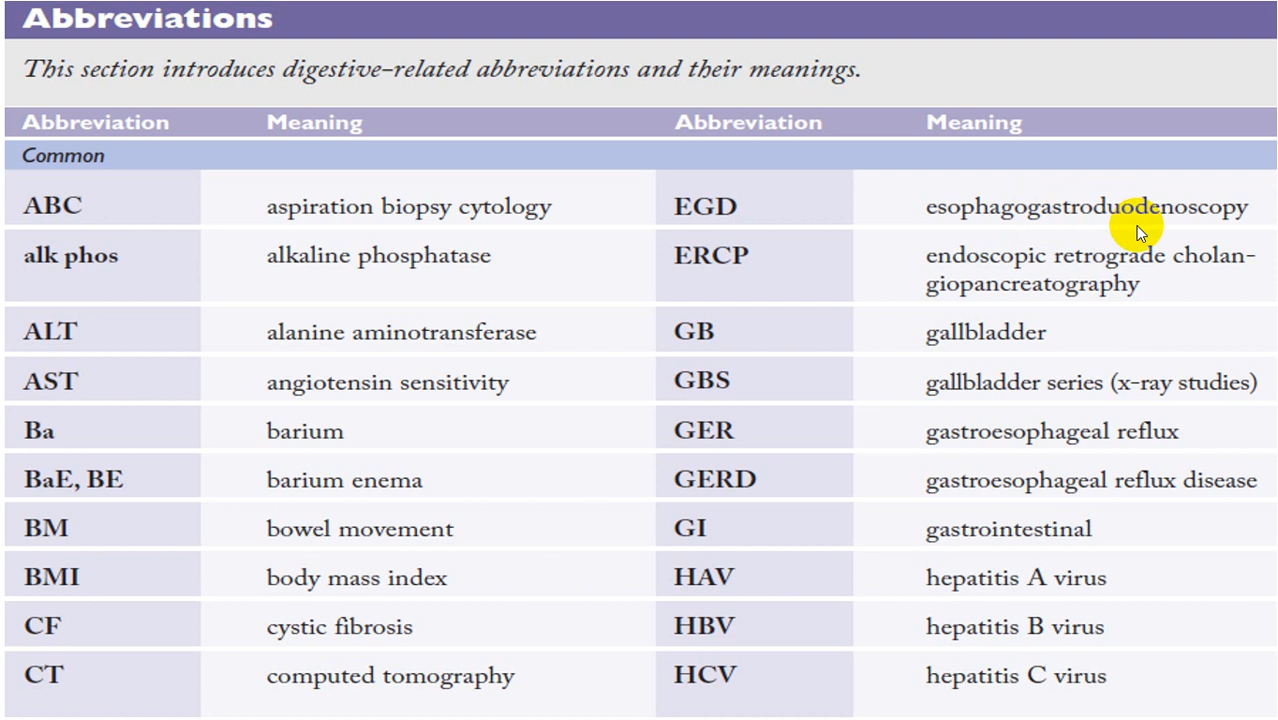 Abbreviations
This section introduces digestive-related abbreviations and their meanings.
Abbreviation Meaning Abbreviation Meaning
Common
ABC aspiration biopsy cytology EGD esophagogastroduodenoscopy
alk phos alkaline phosphatase ERCP endoscopic retrograde cholan-
giopancreatography
ALT alanine aminotransferase GB gallbladder
AST angiotensin sensitivity GBS gallbladder series (x-ray studies)
Ba barium GER gastroesophageal reflux
BaE, BE barium enema GERD gastroesophageal reflux disease
BM bowel movement GI gastrointestinal
BMI body mass index HAV hepatitis A virus
CF cystic fibrosis HBV hepatitis B virus
CT computed tomography HCV hepatitis C virus